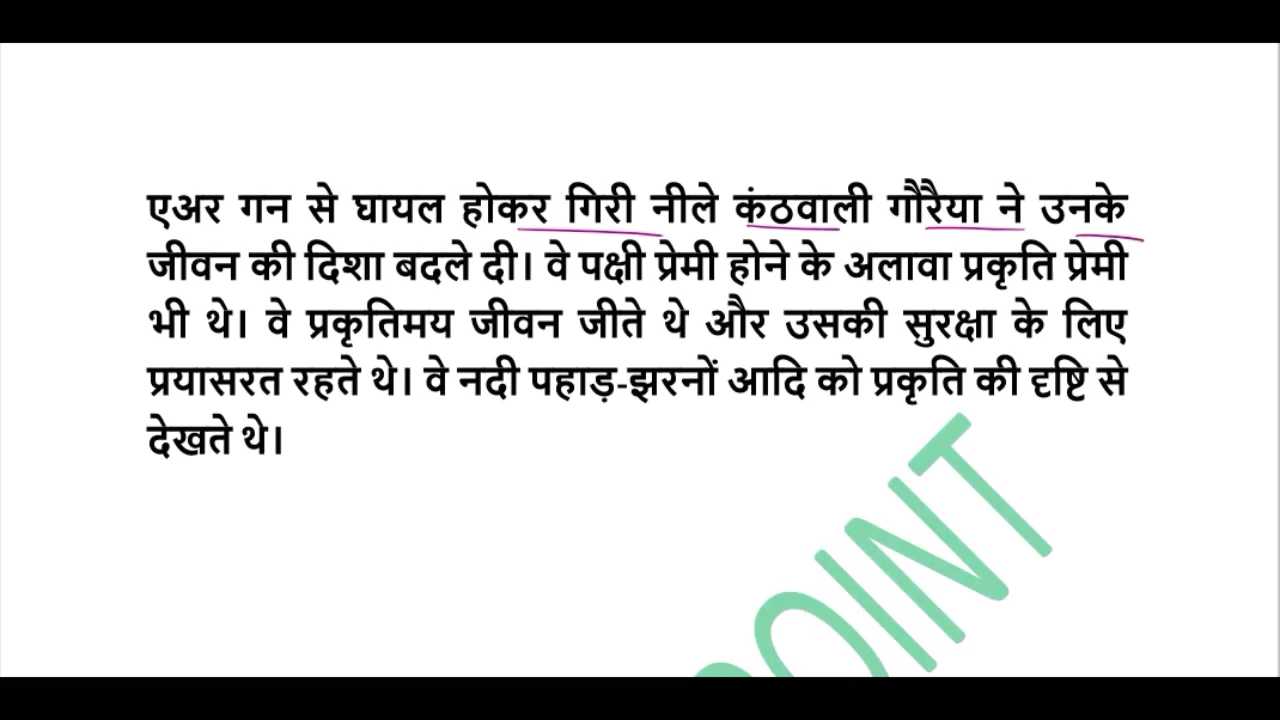 एअर गन से घायल होकर गिरी नीले कंठवाली गौरैया ने उनके
जीवन की दिशा बदले दी। वे पक्षी प्रेमी होने के अलावा प्रकृति प्रेमी
भी थे। वे प्रकृतिमय जीवन जीते थे और उसकी सुरक्षा के लिए
प्रयासरत रहते थे। वे नदी पहाड़-झरनों आदि को प्रकृति की दृष्टि से
देखते थे।
POINT